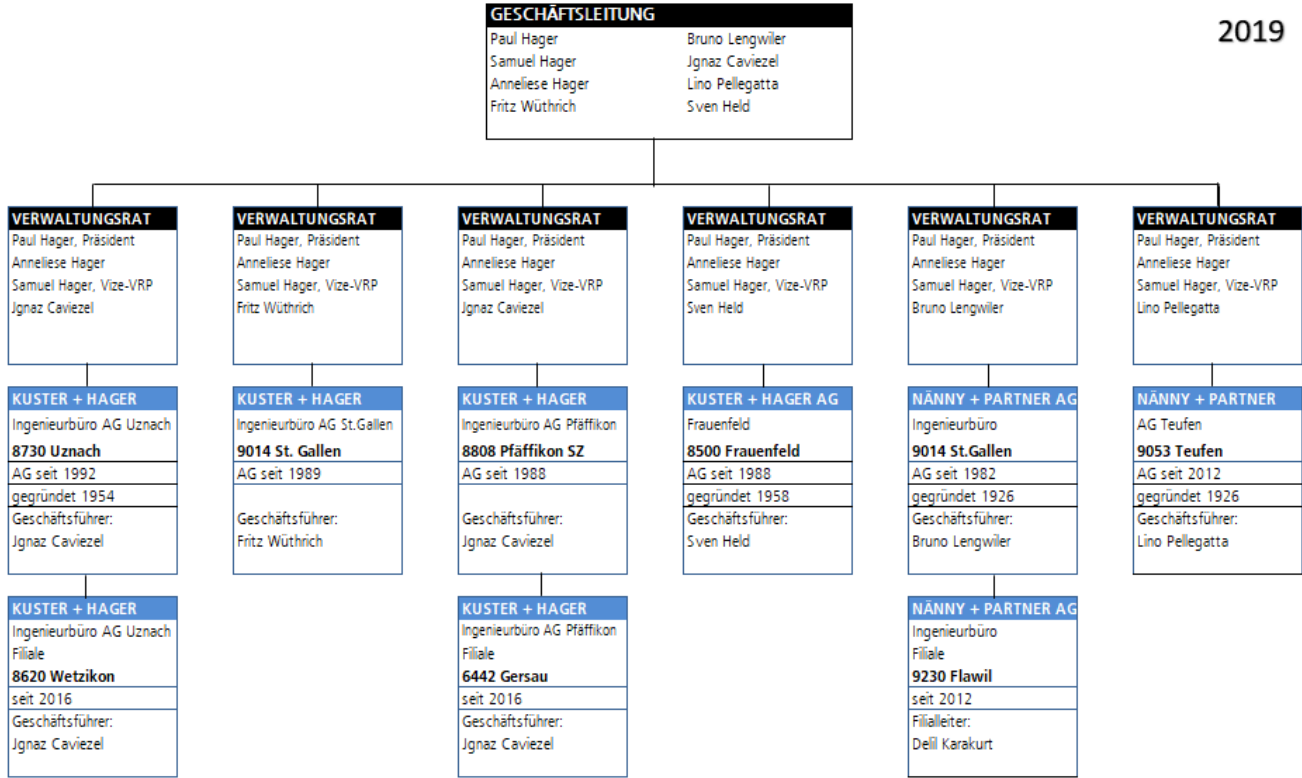 GESCHÄFTSLEITUNG
2019
Paul Hager
Samuel Hager
Anneliese Hager
Fritz Wüthrich
Bruno Lengwiler
Jgnaz Caviezel
Lino Pellegatta
Sven Held
VERWALTUNGSRAT
Paul Hager, Präsident
Anneliese Hager
Samuel Hager, Vize-VRP
Jgnaz Caviezel
KUSTER + HAGER
Ingenieurbüro AG Uznach
8730 Uznach
AG seit 1992
gegründet 1954
Geschäftsführer:
Jgnaz Caviezel
KUSTER + HAGER
Ingenieurbüro AG Uznach
Filiale
8620 Wetzikon
seit 2016
Geschäftsführer:
Jgnaz Caviezel
VERWALTUNGSRAT
Paul Hager, Präsident
Anneliese Hager
Samuel Hager, Vize-VRP
Fritz Wüthrich
KUSTER + HAGER
Ingenieurbüro AG St.Gallen
9014 St. Gallen
AG seit 1989
Geschäftsführer:
Fritz Wüthrich
VERWALTUNGSRAT
Paul Hager, Präsident
Anneliese Hager
Samuel Hager, Vize-VRP
Jgnaz Caviezel
KUSTER + HAGER
Ingenieurbüro AG Pfäffikon
8808 Pfäffikon SZ
AG seit 1988
Geschäftsführer:
Jgnaz Caviezel
KUSTER + HAGER
Ingenieurbüro AG Pfäffikon
Filiale
6442 Gersau
seit 2016
Geschäftsführer:
Jgnaz Caviezel
VERWALTUNGSRAT
Paul Hager, Präsident
Anneliese Hager
Samuel Hager, Vize-VRP
Sven Held
KUSTER + HAGER AG
Frauenfeld
8500 Frauenfeld
AG seit 1988
gegründet 1958
Geschäftsführer:
Sven Held
VERWALTUNGSRAT
Paul Hager, Präsident
Anneliese Hager
Samuel Hager, Vize-VRP
Bruno Lengwiler
NÄNNY + PARTNER AG
Ingenieurbüro
9014 St.Gallen
AG seit 1982
gegründet 1926
Geschäftsführer:
Bruno Lengwiler
NÄNNY + PARTNER AG
Ingenieurbüro
Filiale
9230 Flawil
seit 2012
Filialleiter:
Delil Karakurt
VERWALTUNGSRAT
Paul Hager, Präsident
Anneliese Hager
Samuel Hager, Vize-VRP
Lino Pellegatta
NÄNNY + PARTNER
AG Teufen
9053 Teufen
AG seit 2012
gegründet 1926
Geschäftsführer:
Lino Pellegatta